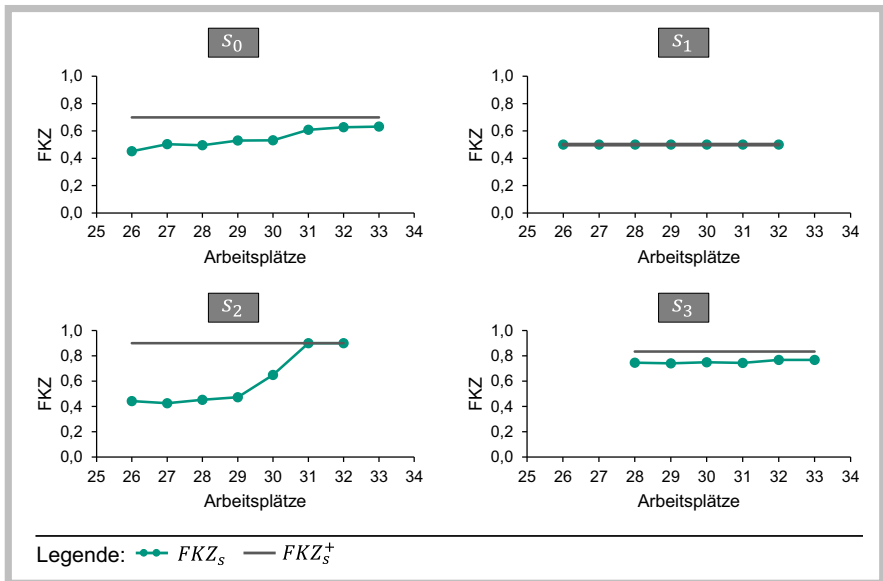 S₀
1,0
0,8
0,6
0,4
0,2
0,0
FKZ
25 26 27 28 29 30 31 32 33 34
Arbeitsplätze
S₁
1,0
0,8
0,6
0,4
0,2
0,0
FKZ
25 26 27 28 29 30 31 32 33 34
Arbeitsplätze
S₂
1,0
0,8
0,6
0,4
0,2
0,0
FKZ
25 26 27 28 29 30 31 32 33 34
Arbeitsplätze
S₃
1,0
0,8
0,6
0,4
0,2
0,0
FKZ
25 26 27 28 29 30 31 32 33 34
Arbeitsplätze
Legende: FKZₛ FKZₛ⁺